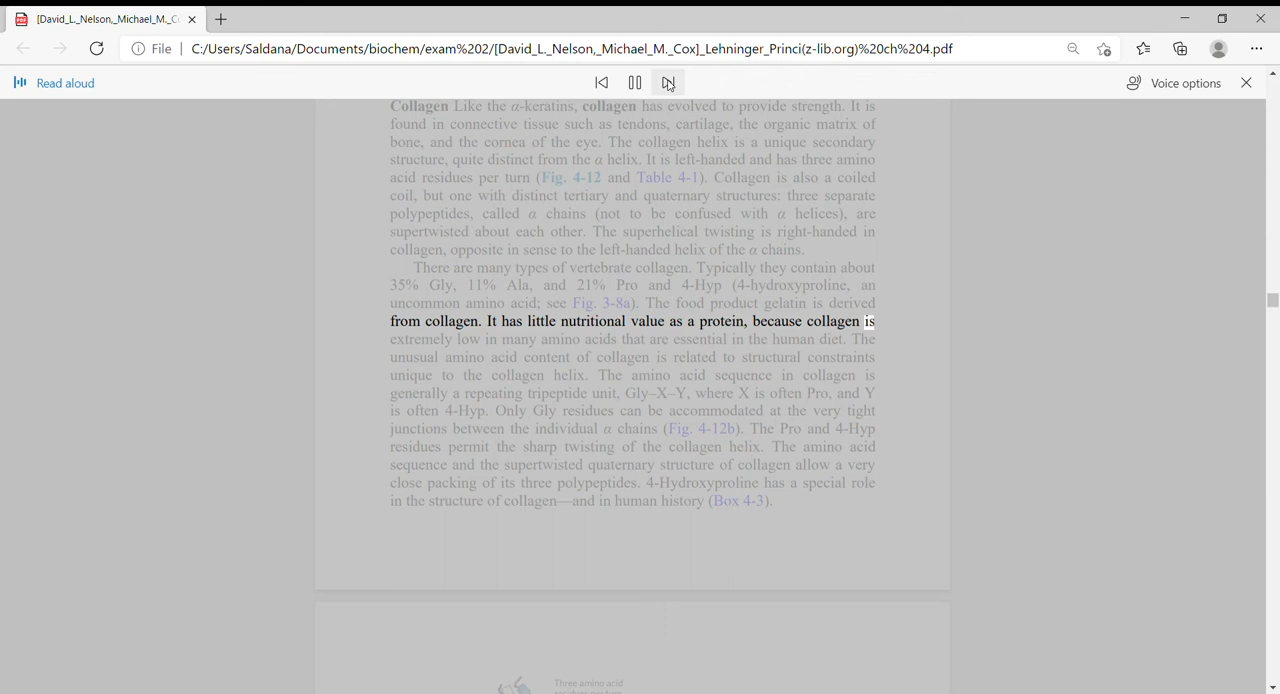 [David_L._Nelson,_Michael_M._C
File
C:/Users/Saldana/Documents/biochem/exam%202/[David_L._Nelson,_Michael_M._Cox]_Lehninger_Princi(z-lib.org)%20ch%204.pdf
Read aloud
Voice options
Collagen Like the α-keratins, collagen has evolved to provide strength. It is
found in connective tissue such as tendons, cartilage, the organic matrix of
bone, and the cornea of the eye. The collagen helix is a unique secondary
structure, quite distinct from the α helix. It is left-handed and has three amino
acid residues per turn (Fig. 4-12 and Table 4-1). Collagen is also a coiled
coil, but one with distinct tertiary and quaternary structures: three separate
polypeptides, called α chains (not to be confused with α helices), are
supertwisted about each other. The superhelical twisting is right-handed in
collagen, opposite in sense to the left-handed helix of the α chains.
There are many types of vertebrate collagen. Typically they contain about
35% Gly, 11% Ala, and 21% Pro and 4-Hyp (4-hydroxyproline, an
uncommon amino acid; see Fig. 3-8a). The food product gelatin is derived
from collagen. It has little nutritional value as a protein, because collagen is
extremely low in many amino acids that are essential in the human diet. The
unusual amino acid content of collagen is related to structural constraints
unique to the collagen helix. The amino acid sequence in collagen is
generally a repeating tripeptide unit, Gly–X–Y, where X is often Pro, and Y
is often 4-Hyp. Only Gly residues can be accommodated at the very tight
junctions between the individual α chains (Fig. 4-12b). The Pro and 4-Hyp
residues permit the sharp twisting of the collagen helix. The amino acid
sequence and the supertwisted quaternary structure of collagen allow a very
close packing of its three polypeptides. 4-Hydroxyproline has a special role
in the structure of collagen—and in human history (Box 4-3).
Three amino acid
residues per turn